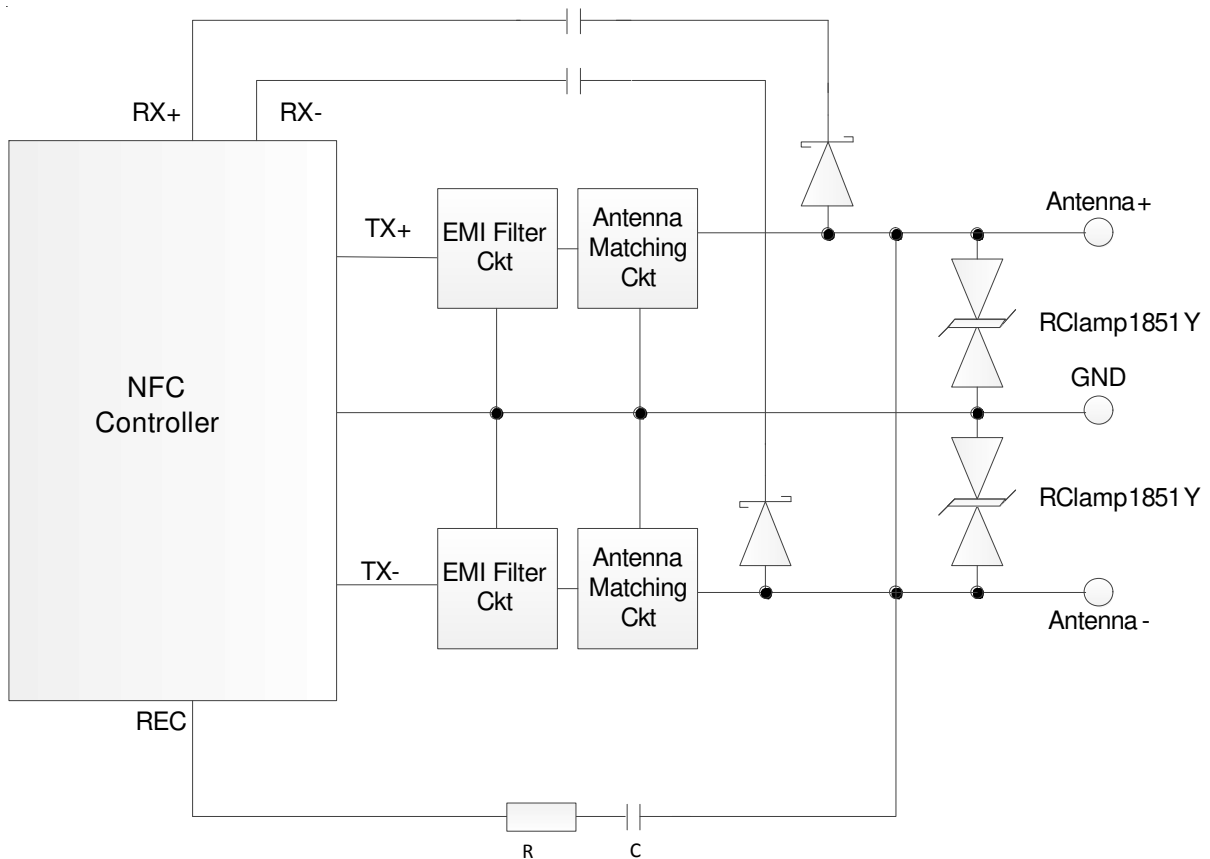 RX+
RX-
NFC
Controller
TX+
EMI Filter
Ckt
Antenna
Matching
Ckt
Antenna+
RClamp1851Y
GND
RClamp1851Y
TX-
EMI Filter
Ckt
Antenna
Matching
Ckt
Antenna -
REC
R
C